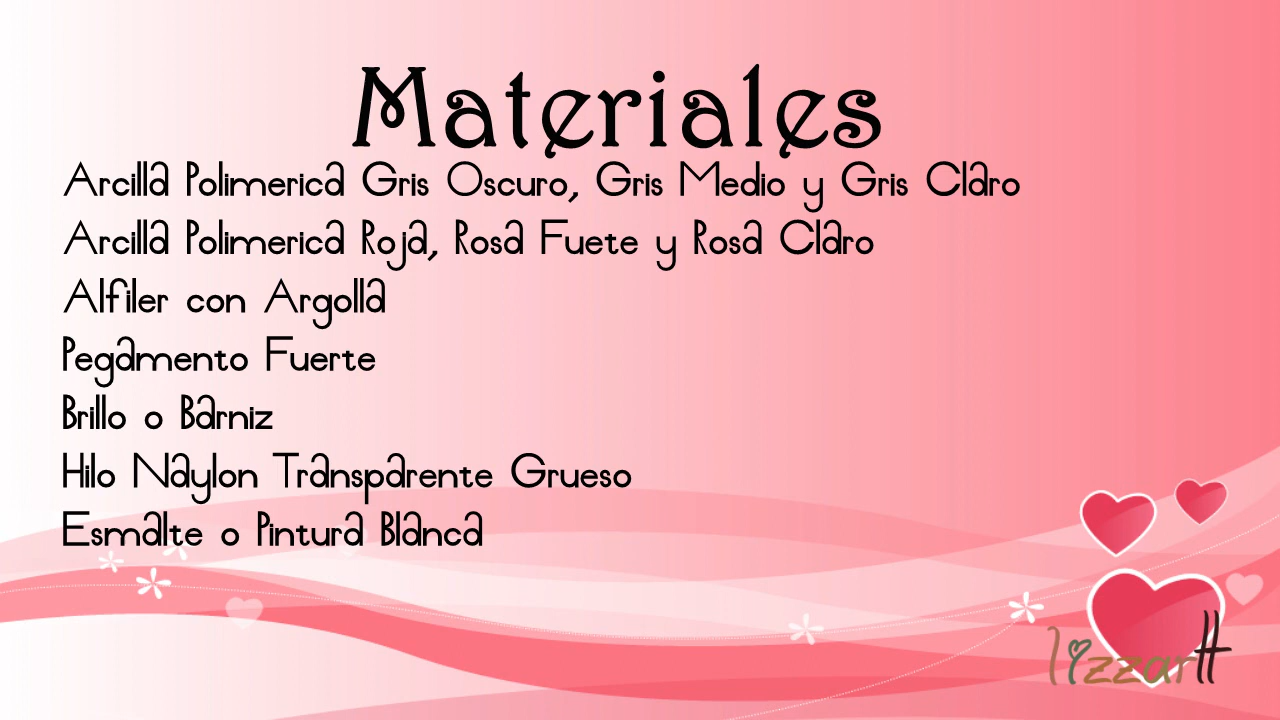 Materiales
Arcilla Polimerica Gris Oscuro, Gris Medio y Gris Claro
Arcilla Polimerica Roja, Rosa Fuete y Rosa Claro
Alfiler con Argolla
Pegamento Fuerte
Brillo o Barniz
Hilo Naylon Transparente Grueso
Esmalte o Pintura Blanca
lizzartt